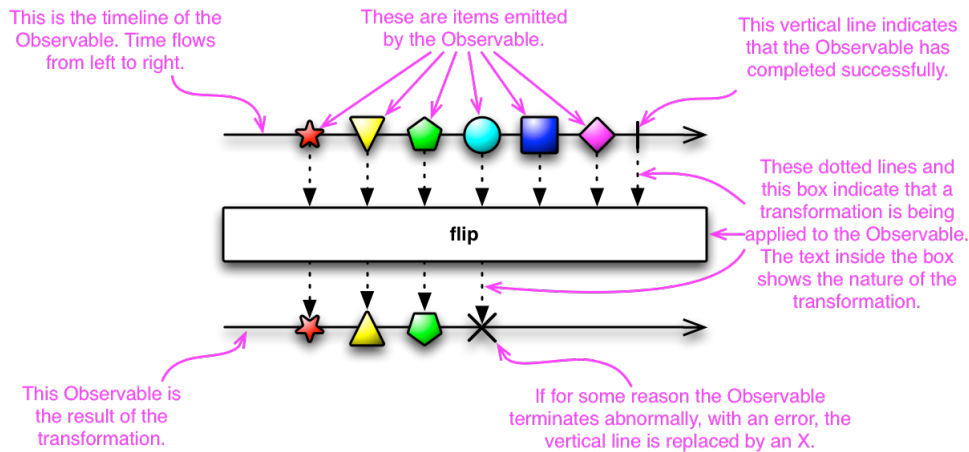 This is the timeline of the
Observable. Time flows
from left to right.
These are items emitted
by the Observable.
This vertical line indicates
that the Observable has
completed successfully.
These dotted lines and
this box indicate that a
transformation is being
applied to the Observable.
The text inside the box
shows the nature of the
transformation.
flip
This Observable is
the result of the
transformation.
If for some reason the Observable
terminates abnormally, with an error, the
vertical line is replaced by an X.